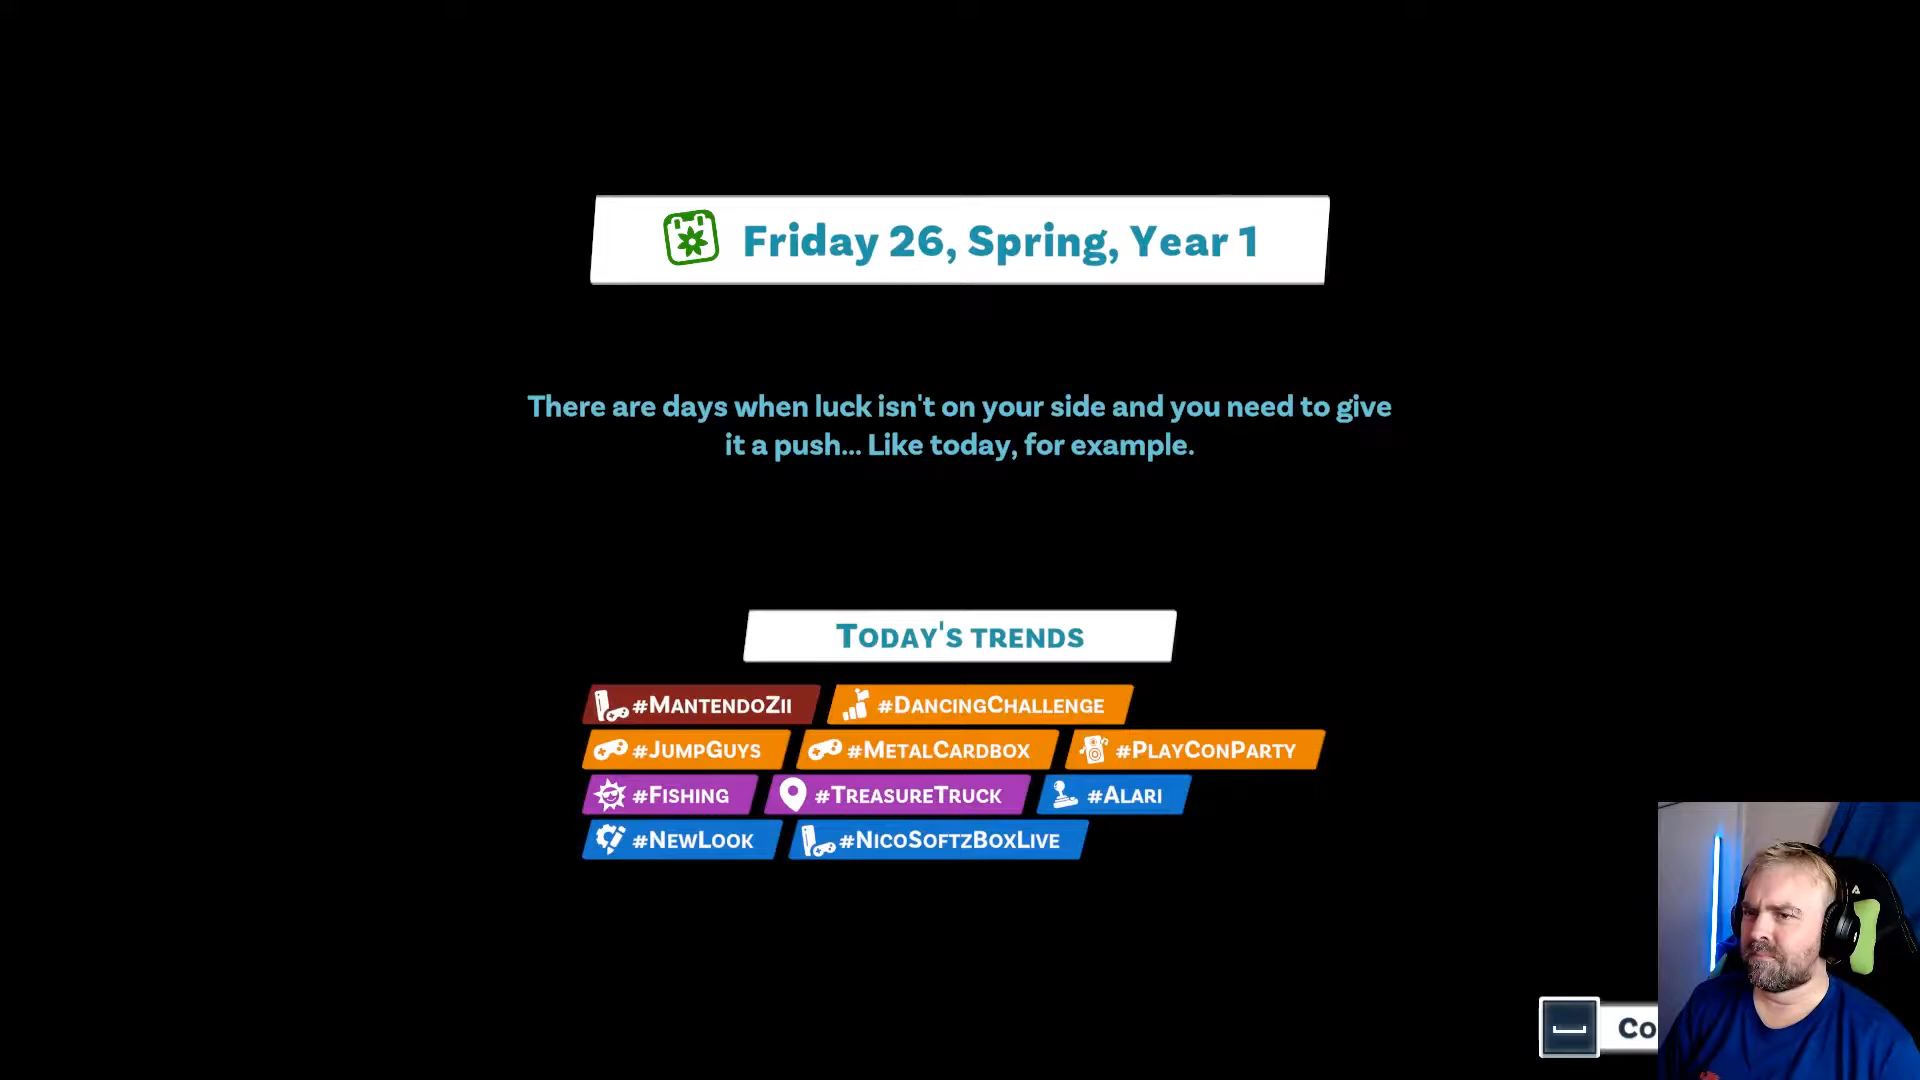 Friday 26, Spring, Year 1
There are days when luck isn't on your side and you need to give
it a push... Like today, for example.
TODAY'S TRENDS
#MANTENDOZII #DANCINGCHALLENGE
#JUMPGUYS #METALCARDBOX #PLAYCONPARTY
#FISHING #TREASURETRUCK #ALARI
#NEWLOOK #NICOSOFTZBOXLIVE
Co